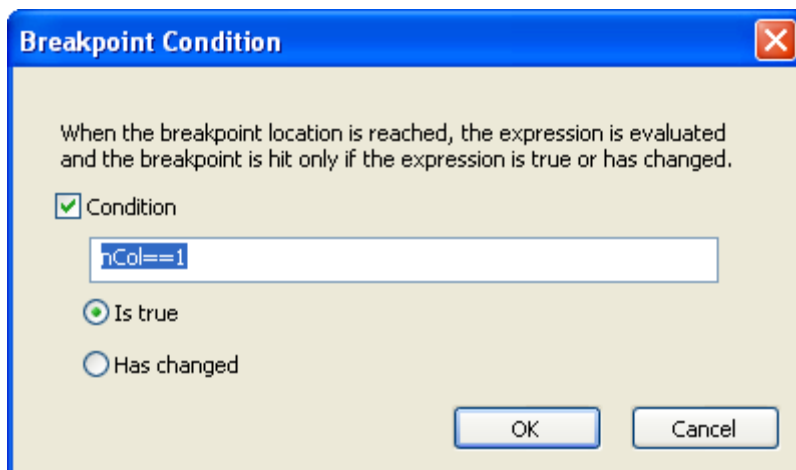 Breakpoint Condition
When the breakpoint location is reached, the expression is evaluated
and the breakpoint is hit only if the expression is true or has changed.
Condition
nCol==1
Is true
Has changed
OK Cancel